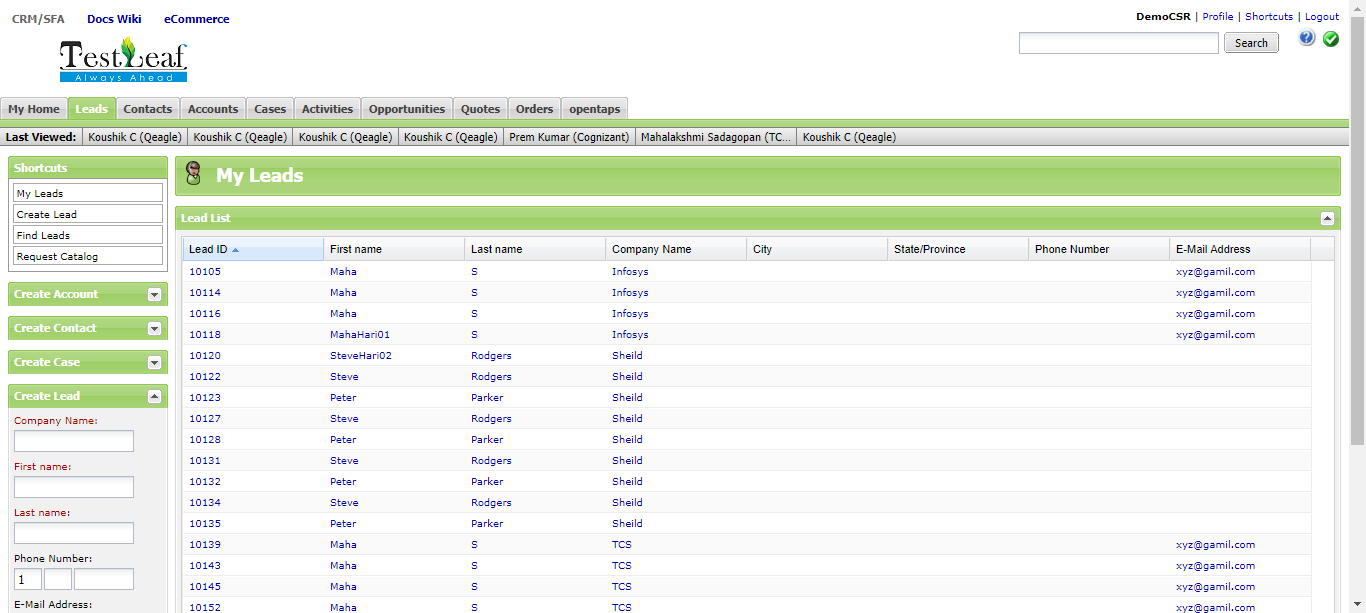 CRM/SFA Docs Wiki eCommerce
DemoCSR | Profile | Shortcuts | Logout
TestLeaf
Always Ahead
Search
My Home Leads Contacts Accounts Cases Activities Opportunities Quotes Orders opentaps
Last Viewed: Koushik C (Qeagle) Koushik C (Qeagle) Koushik C (Qeagle) Koushik C (Qeagle) Prem Kumar (Cognizant) Mahalakshmi Sadagopan (TC... Koushik C (Qeagle)
Shortcuts
My Leads
Create Lead
Find Leads
Request Catalog
Create Account
Create Contact
Create Case
Create Lead
Company Name:
First name:
Last name:
Phone Number:
1
E-Mail Address:
My Leads
Lead List
Lead ID First name Last name Company Name City State/Province Phone Number E-Mail Address
10105 Maha S Infosys xyz@gamil.com
10114 Maha S Infosys xyz@gamil.com
10116 Maha S Infosys xyz@gamil.com
10118 MahaHari01 S Infosys xyz@gamil.com
10120 SteveHari02 Rodgers Sheild
10122 Steve Rodgers Sheild
10123 Peter Parker Sheild
10127 Steve Rodgers Sheild
10128 Peter Parker Sheild
10131 Steve Rodgers Sheild
10132 Peter Parker Sheild
10134 Steve Rodgers Sheild
10135 Peter Parker Sheild
10139 Maha S TCS xyz@gamil.com
10143 Maha S TCS xyz@gamil.com
10145 Maha S TCS xyz@gamil.com
10152 Maha S TCS xyz@gamil.com